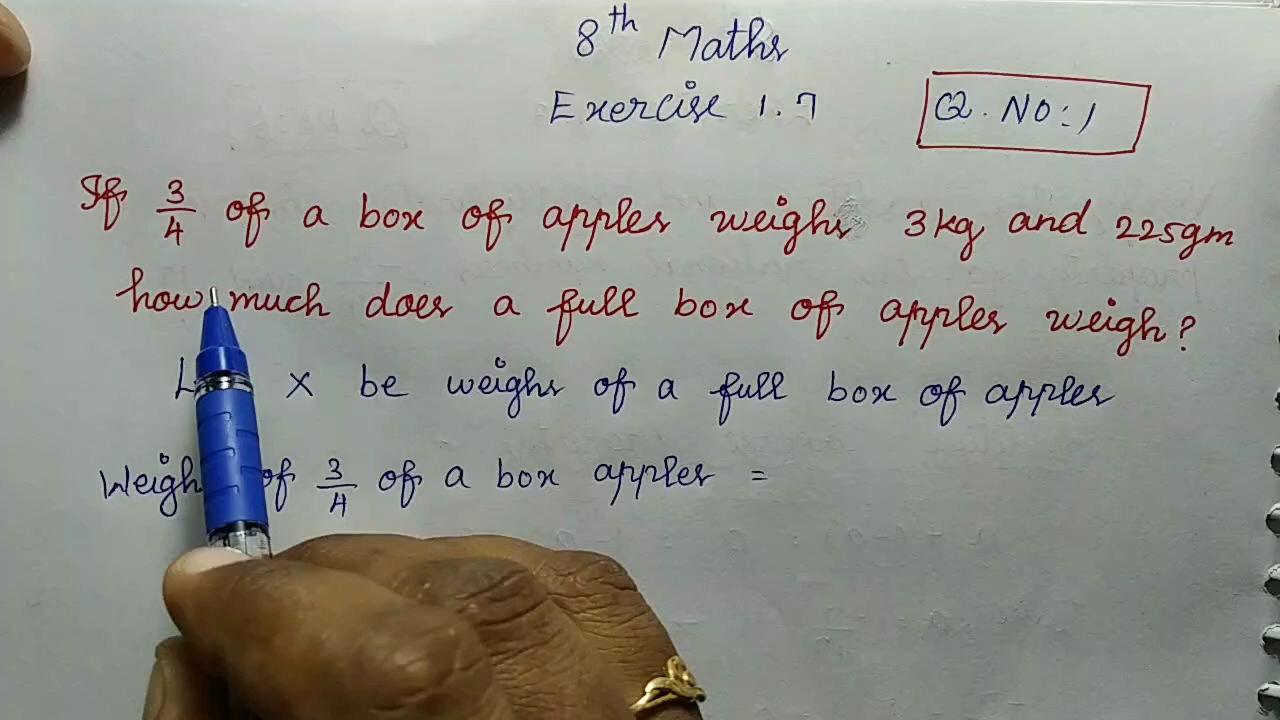 8th Maths
Exercise 1.7
Q. NO:1
If 3/4 of a box of apples weighs 3kg and 225gm
how much does a full box of apples weigh?
x be weighs of a full box of apples
of 3/4 of a box apples =